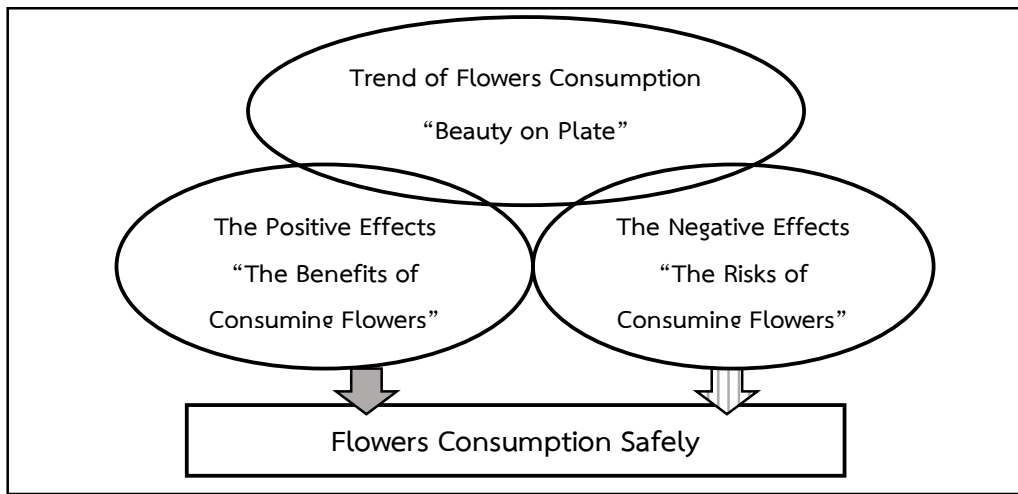 Trend of Flowers Consumption
“Beauty on Plate”
The Positive Effects
“The Benefits of
Consuming Flowers”
The Negative Effects
“The Risks of
Consuming Flowers”
Flowers Consumption Safely